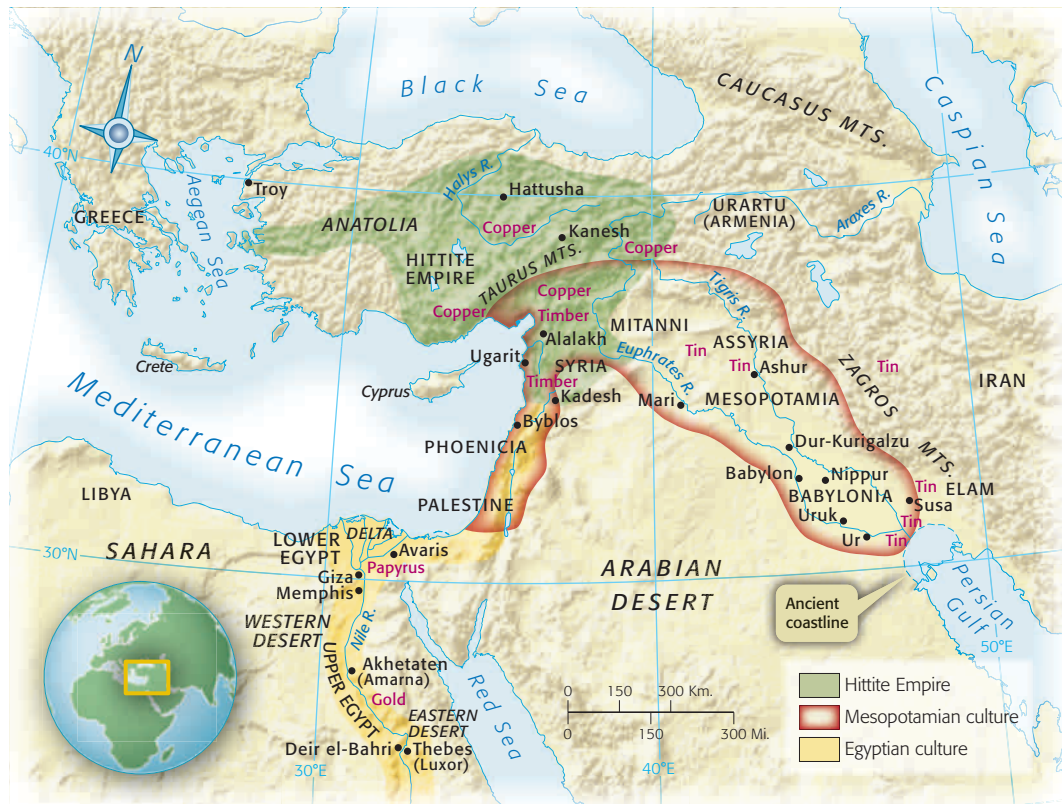 N
Black Sea
CAUCASUS MTS.
Caspian Sea
40°N
Troy
Halys R.
Hattusha
Aegean Sea
GREECE
ANATOLIA
Copper
Kanesh
URARTU
(ARMENIA)
Araxes R.
HITTITE
EMPIRE
TAURUS MTS.
Copper
Copper
Copper
Timber
Tigris R.
MITANNI
ASSYRIA
Alalakh
Tin
Tin
Ashur
ZAGROS MTS.
Tin
IRAN
Crete
Ugarit
SYRIA
Euphrates R.
Cyprus
Timber
Kadesh
Mari
MESOPOTAMIA
Mediterranean Sea
Byblos
PHOENICIA
Dur-Kurigalzu
Babylon
Nippur
BABYLONIA
Tin
ELAM
Susa
LIBYA
PALESTINE
Uruk
Tin
Ur
Tin
30°N
SAHARA
LOWER
EGYPT
DELTA
Avaris
Papyrus
Giza
Memphis
ARABIAN
DESERT
Persian Gulf
Ancient
coastline
50°E
WESTERN
DESERT
Nile R.
UPPER EGYPT
Akhetaten
(Amarna)
Gold
Red Sea
EASTERN
DESERT
Deir el-Bahri
Thebes
(Luxor)
30°E
40°E
0 150 300 Km.
0 150 300 Mi.
Hittite Empire
Mesopotamian culture
Egyptian culture